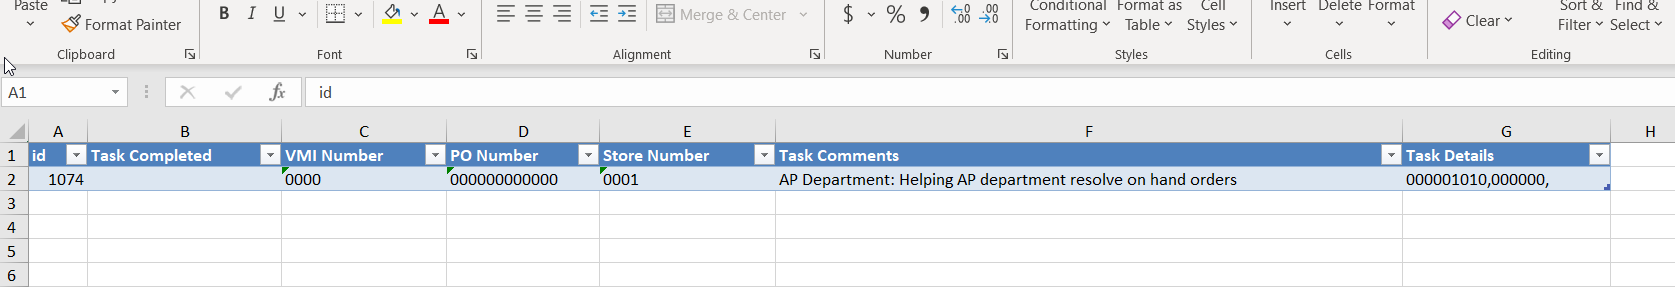 Paste
Format Painter
B I U A
Merge & Center
$ % 9
.00
Conditional Formatting
Format as Table
Cell Styles
Insert Delete Format
Clear
Sort & Filter
Find & Select
Clipboard Font Alignment Number Styles Cells Editing
A1 fx id
A B C D E F G H
1 id Task Completed VMI Number PO Number Store Number Task Comments Task Details
2 1074 0000 000000000000 0001 AP Department: Helping AP department resolve on hand orders 000001010,000000,
3
4
5
6